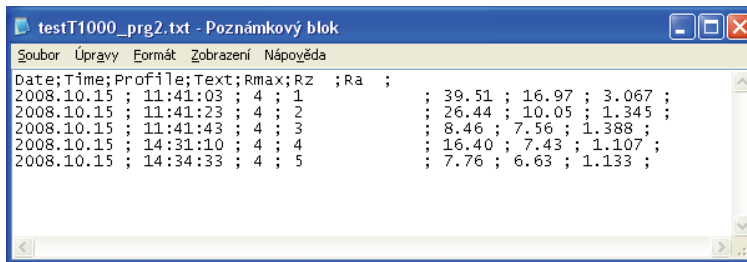 testT1000_prg2.txt - Poznámkový blok
Soubor Úpravy Formát Zobrazení Nápověda
Date;Time;Profile;Text;Rmax;Rz ;Ra ;
2008.10.15 ; 11:41:03 ; 4 ; 1 ; 39.51 ; 16.97 ; 3.067 ;
2008.10.15 ; 11:41:23 ; 4 ; 2 ; 26.44 ; 10.05 ; 1.345 ;
2008.10.15 ; 11:41:43 ; 4 ; 3 ; 8.46 ; 7.56 ; 1.388 ;
2008.10.15 ; 14:31:10 ; 4 ; 4 ; 16.40 ; 7.43 ; 1.107 ;
2008.10.15 ; 14:34:33 ; 4 ; 5 ; 7.76 ; 6.63 ; 1.133 ;